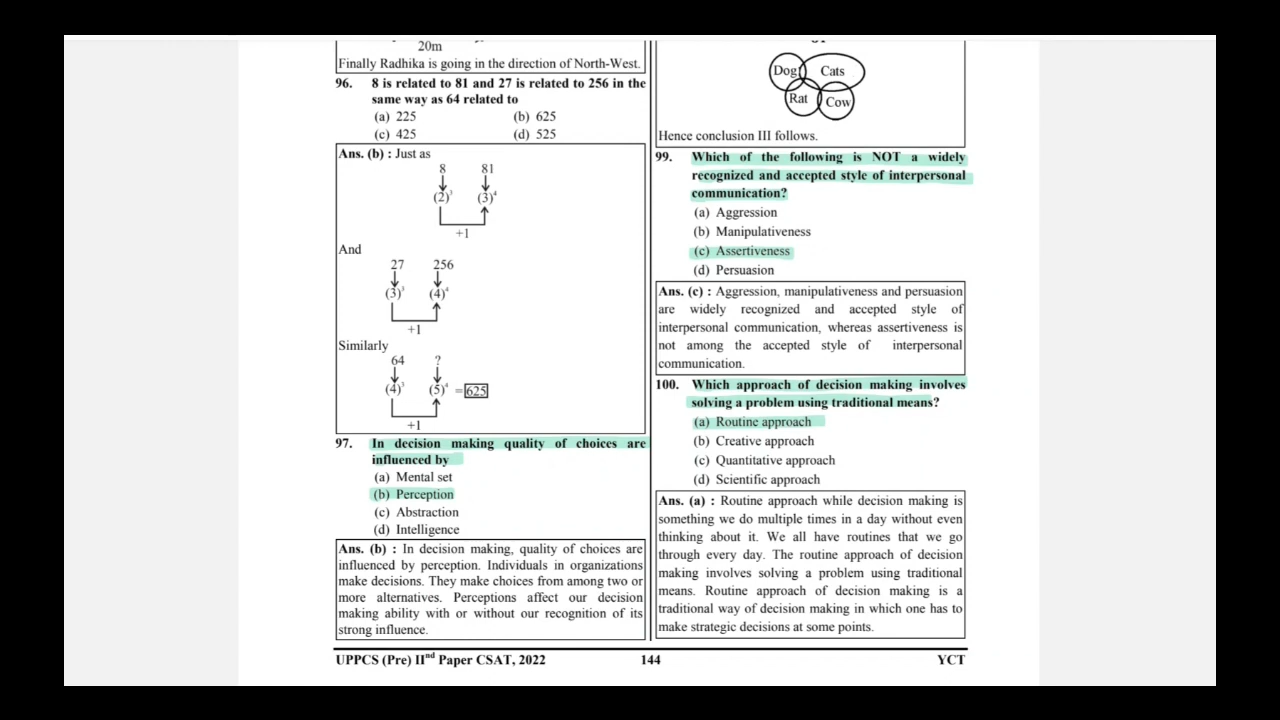 20m
Finally Radhika is going in the direction of North-West.
96. 8 is related to 81 and 27 is related to 256 in the
same way as 64 related to
(a) 225 (b) 625
(c) 425 (d) 525
Ans. (b) : Just as
8 81
(2)³ (3)⁴
+1
And
27 256
(3)³ (4)⁴
+1
Similarly
64 ?
(4)³ (5)⁴ = 625
+1
97. In decision making quality of choices are
influenced by
(a) Mental set
(b) Perception
(c) Abstraction
(d) Intelligence
Ans. (b) : In decision making, quality of choices are
influenced by perception. Individuals in organizations
make decisions. They make choices from among two or
more alternatives. Perceptions affect our decision
making ability with or without our recognition of its
strong influence.
Dog Cats
Rat Cow
Hence conclusion III follows.
99. Which of the following is NOT a widely
recognized and accepted style of interpersonal
communication?
(a) Aggression
(b) Manipulativeness
(c) Assertiveness
(d) Persuasion
Ans. (c) : Aggression, manipulativeness and persuasion
are widely recognized and accepted style of
interpersonal communication, whereas assertiveness is
not among the accepted style of interpersonal
communication.
100. Which approach of decision making involves
solving a problem using traditional means?
(a) Routine approach
(b) Creative approach
(c) Quantitative approach
(d) Scientific approach
Ans. (a) : Routine approach while decision making is
something we do multiple times in a day without even
thinking about it. We all have routines that we go
through every day. The routine approach of decision
making involves solving a problem using traditional
means. Routine approach of decision making is a
traditional way of decision making in which one has to
make strategic decisions at some points.
UPPCS (Pre) IInd Paper CSAT, 2022 144 YCT